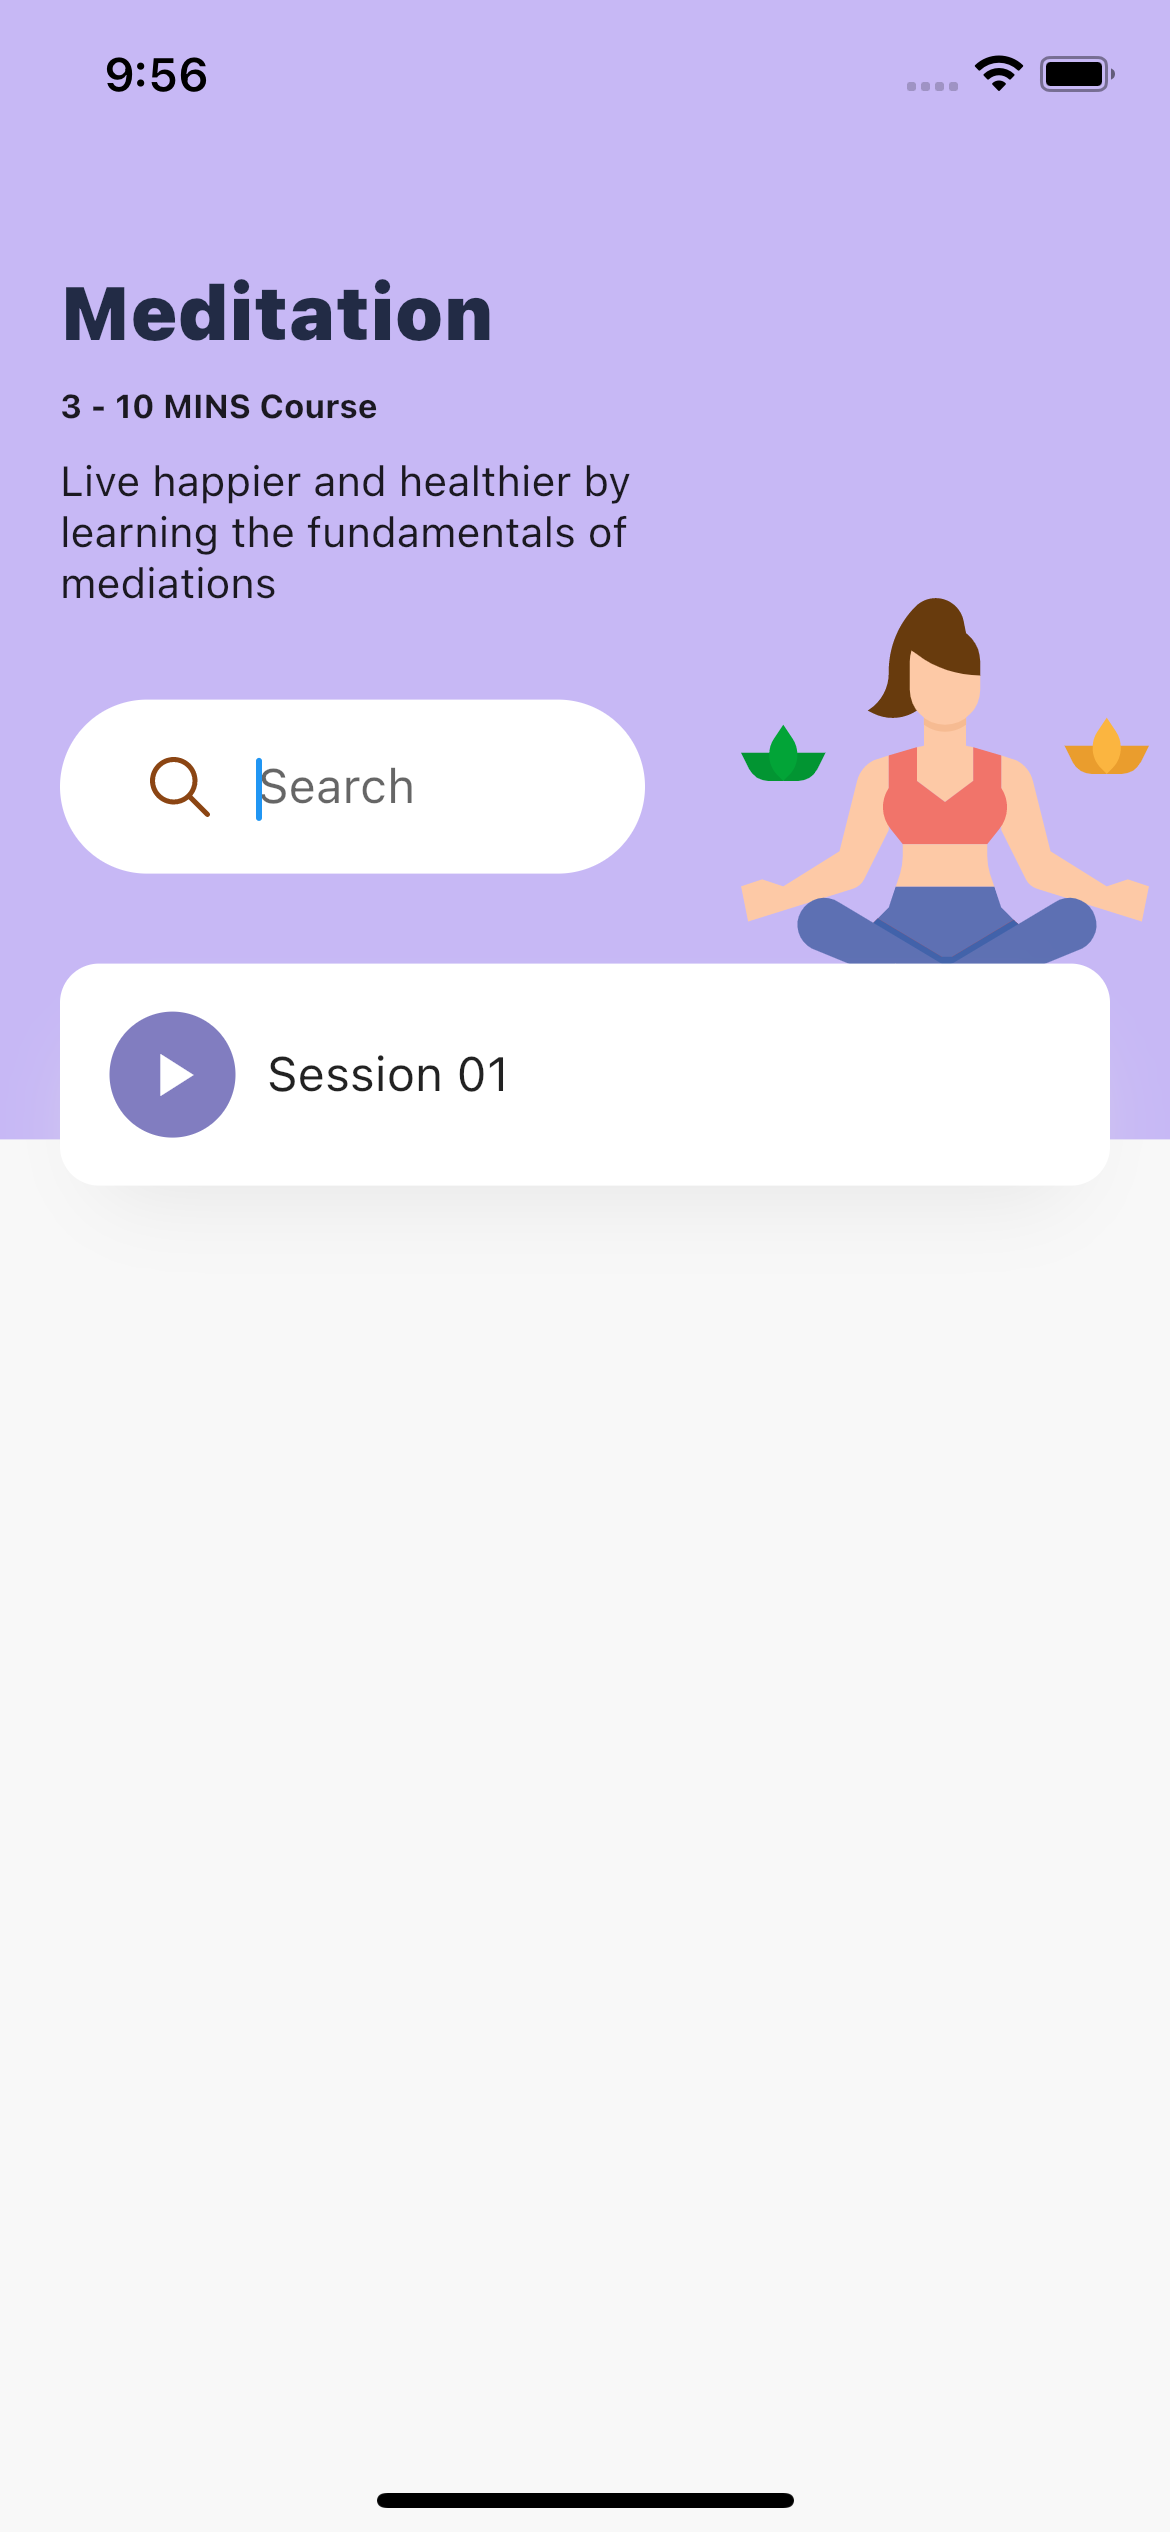 9:56
Meditation
3 - 10 MINS Course
Live happier and healthier by
learning the fundamentals of
mediations
Search
Session 01